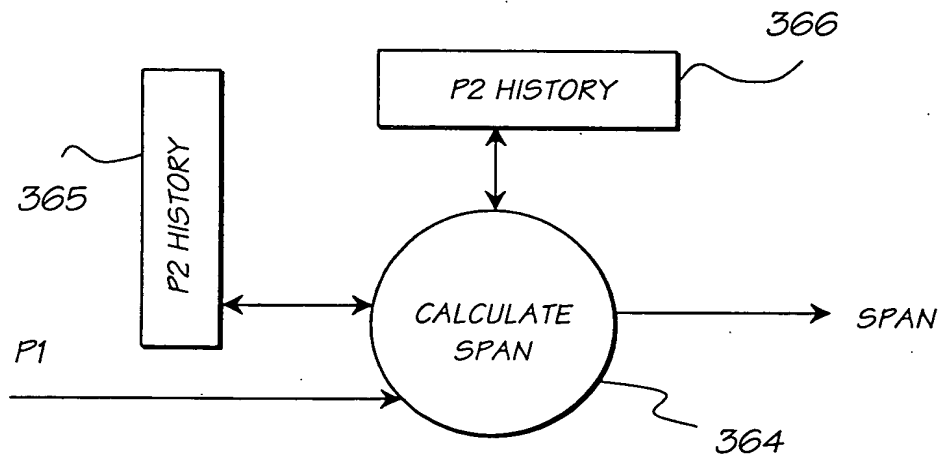 366
P2 HISTORY
365
P2 HISTORY
P1
CALCULATE
SPAN
SPAN
364